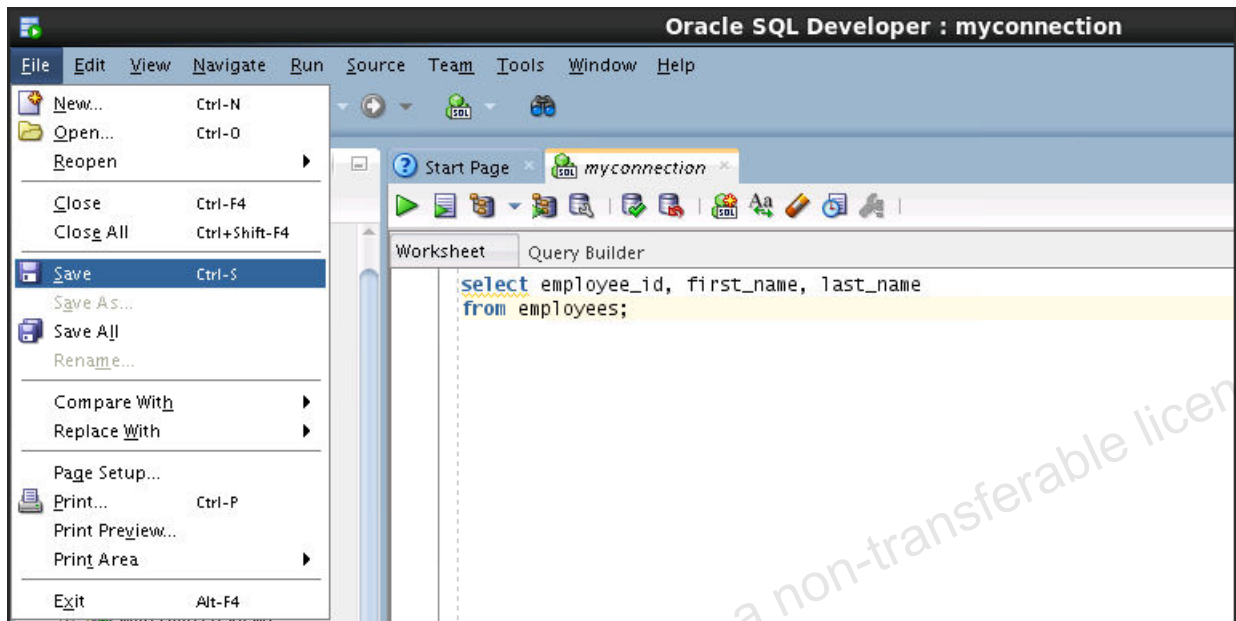 Oracle SQL Developer : myconnection
File Edit View Navigate Run Source Team Tools Window Help
New... Ctrl-N
Open... Ctrl-O
Reopen
Close Ctrl-F4
Close All Ctrl+Shift-F4
Save Ctrl-S
Save As...
Save All
Rename...
Compare With
Replace With
Page Setup...
Print... Ctrl-P
Print Preview...
Print Area
Exit Alt-F4
Start Page myconnection
Worksheet Query Builder
select employee_id, first_name, last_name
from employees;
a non-transferable licen